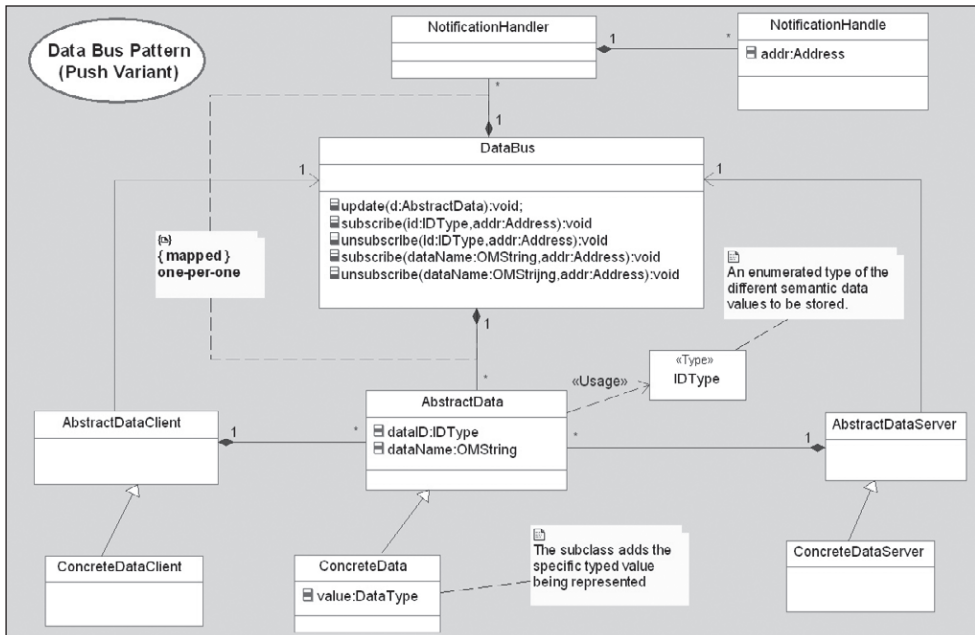 Data Bus Pattern
(Push Variant)
NotificationHandler
1
*
NotificationHandle
addr:Address
*
1
DataBus
1
1
update(d:AbstractData):void;
subscribe(id:IDType,addr:Address):void
unsubscribe(Id:IDType,addr:Address):void
subscribe(dataName:OMString,addr:Address):void
unsubscribe(dataName:OMStrijng,addr:Address):void
{ mapped }
one-per-one
An enumerated type of the
different semantic data
values to be stored.
1
*
«Usage»
«Type»
IDType
AbstractDataClient
1
*
AbstractData
dataID:IDType
dataName:OMString
*
1
AbstractDataServer
ConcreteDataClient
ConcreteData
value:DataType
The subclass adds the
specific typed value
being represented
ConcreteDataServer